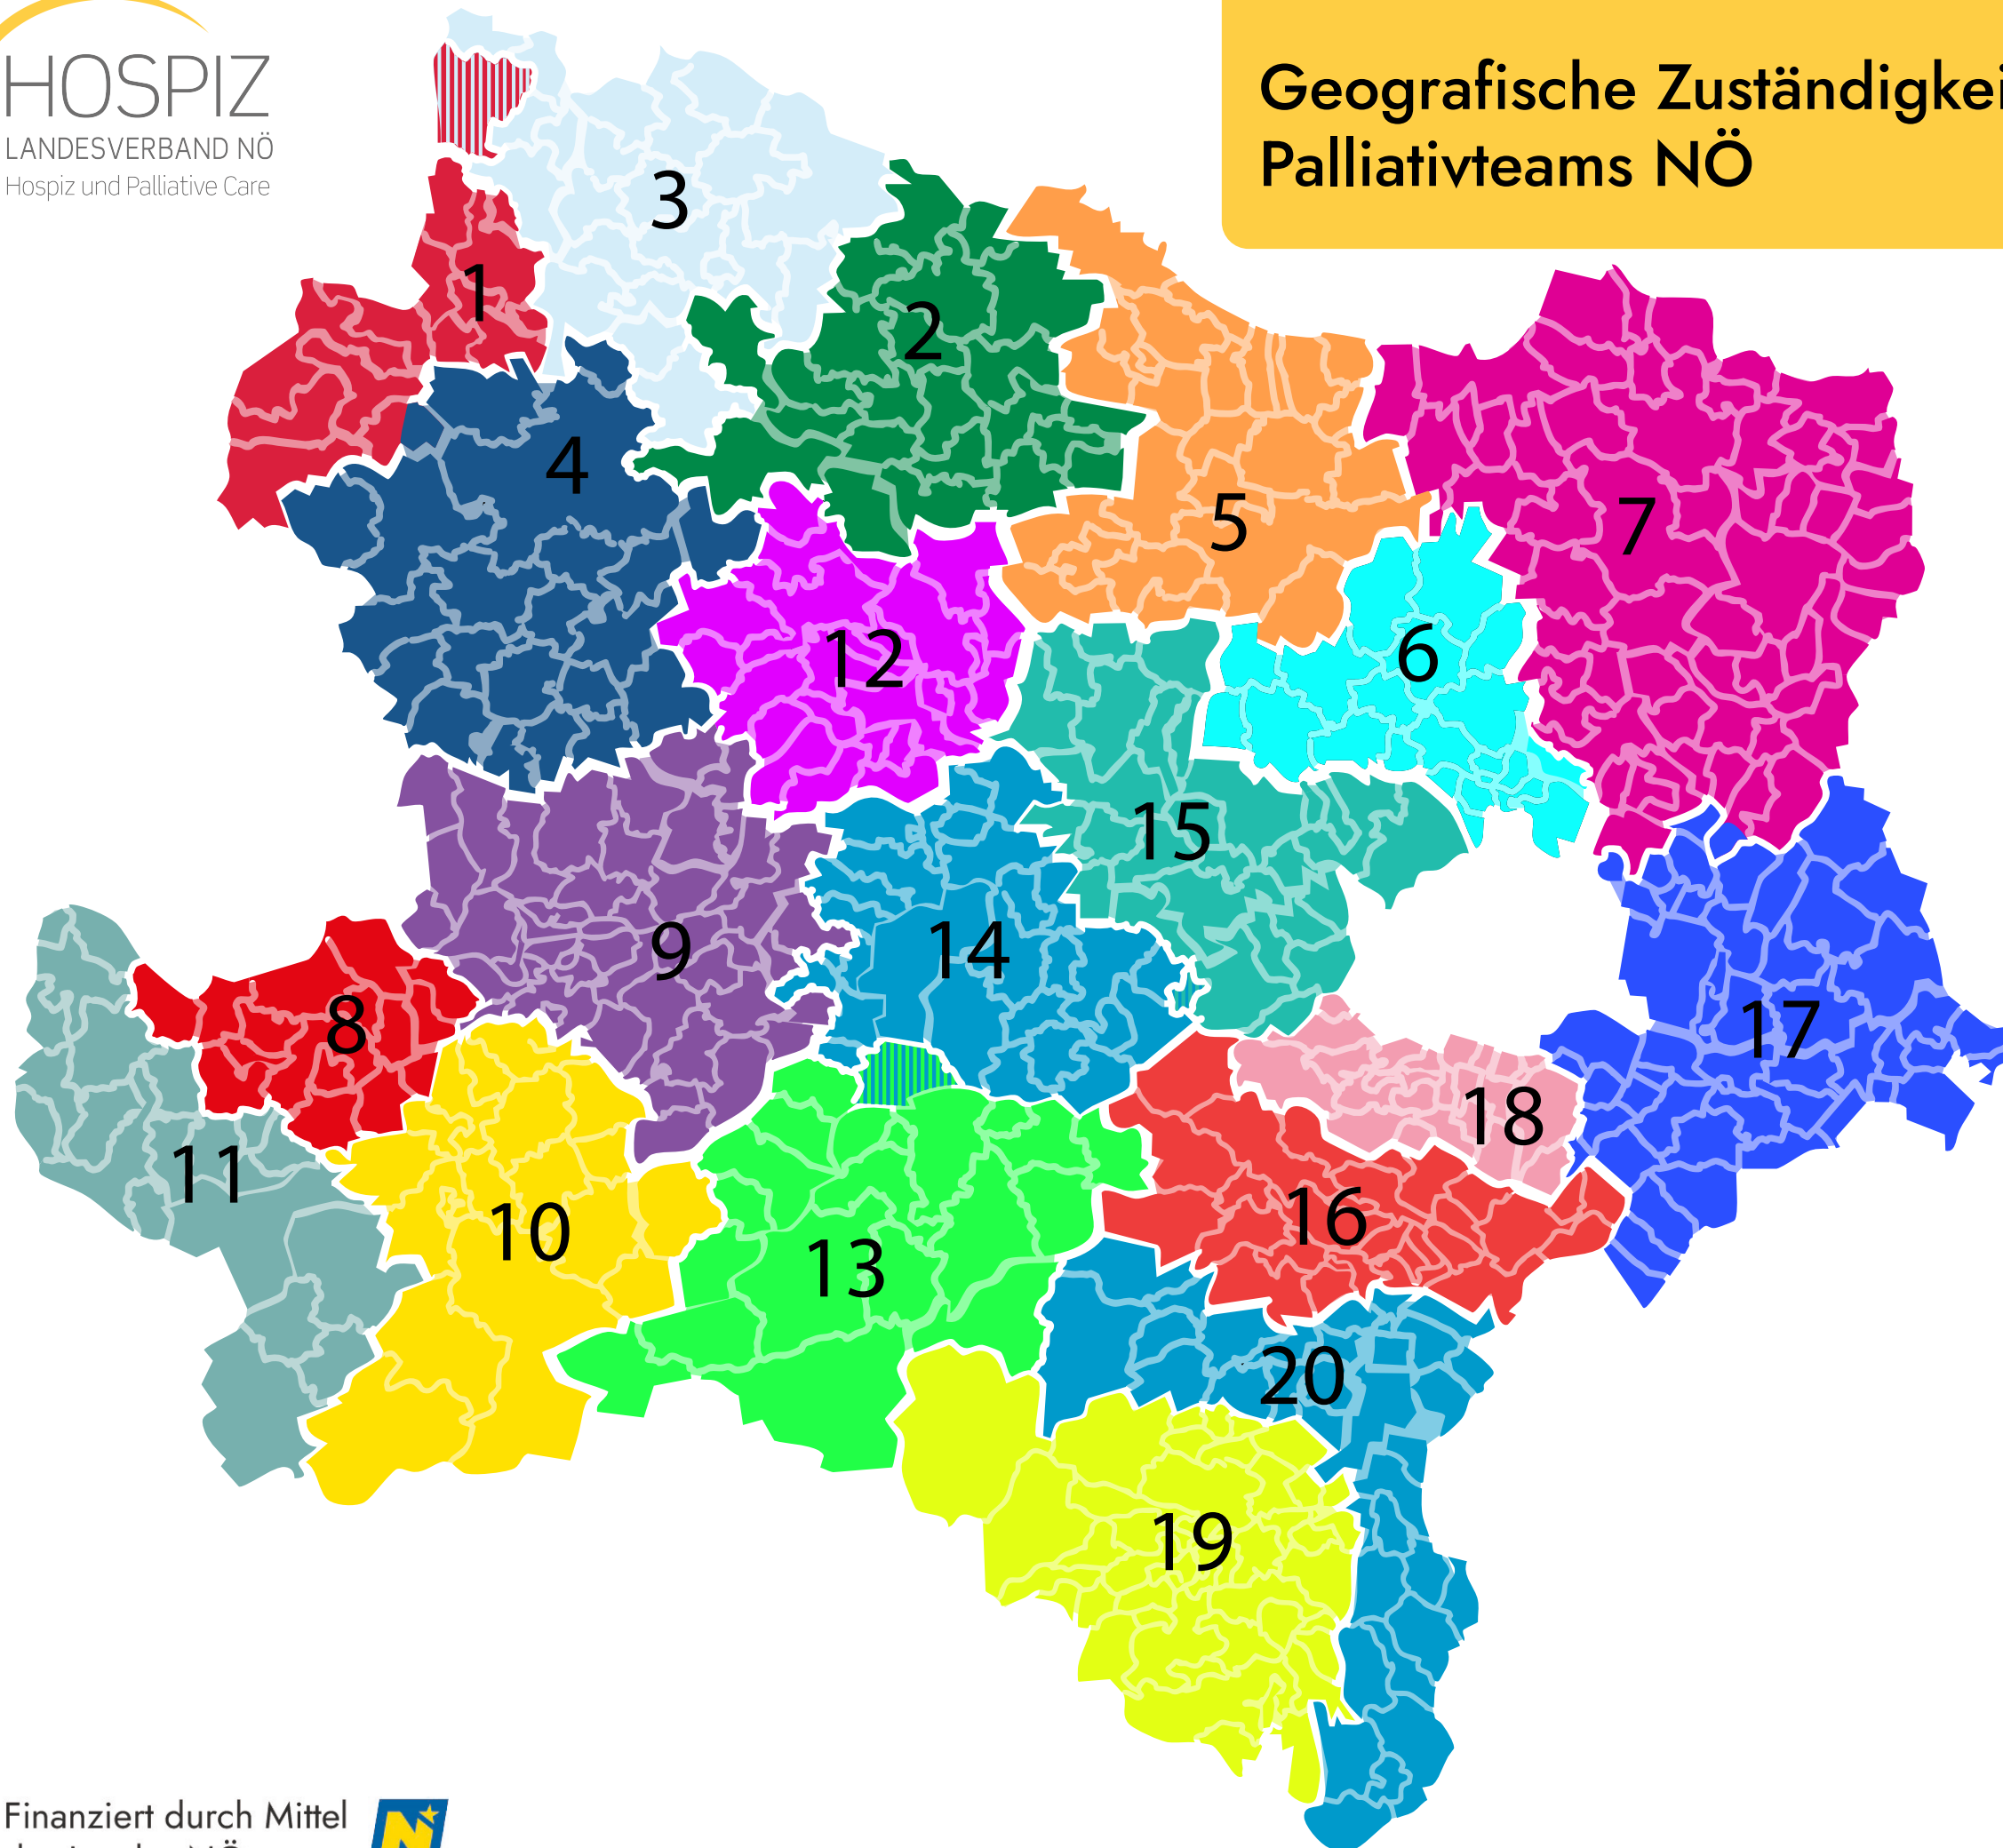 HOSPIZ
LANDESVERBAND NÖ
Hospiz und Palliative Care
Geografische Zuständigkei
Palliativteams NÖ
3
1
2
4
5
7
12
6
15
9
14
8
17
18
11
10
16
13
20
19
Finanziert durch Mittel
N